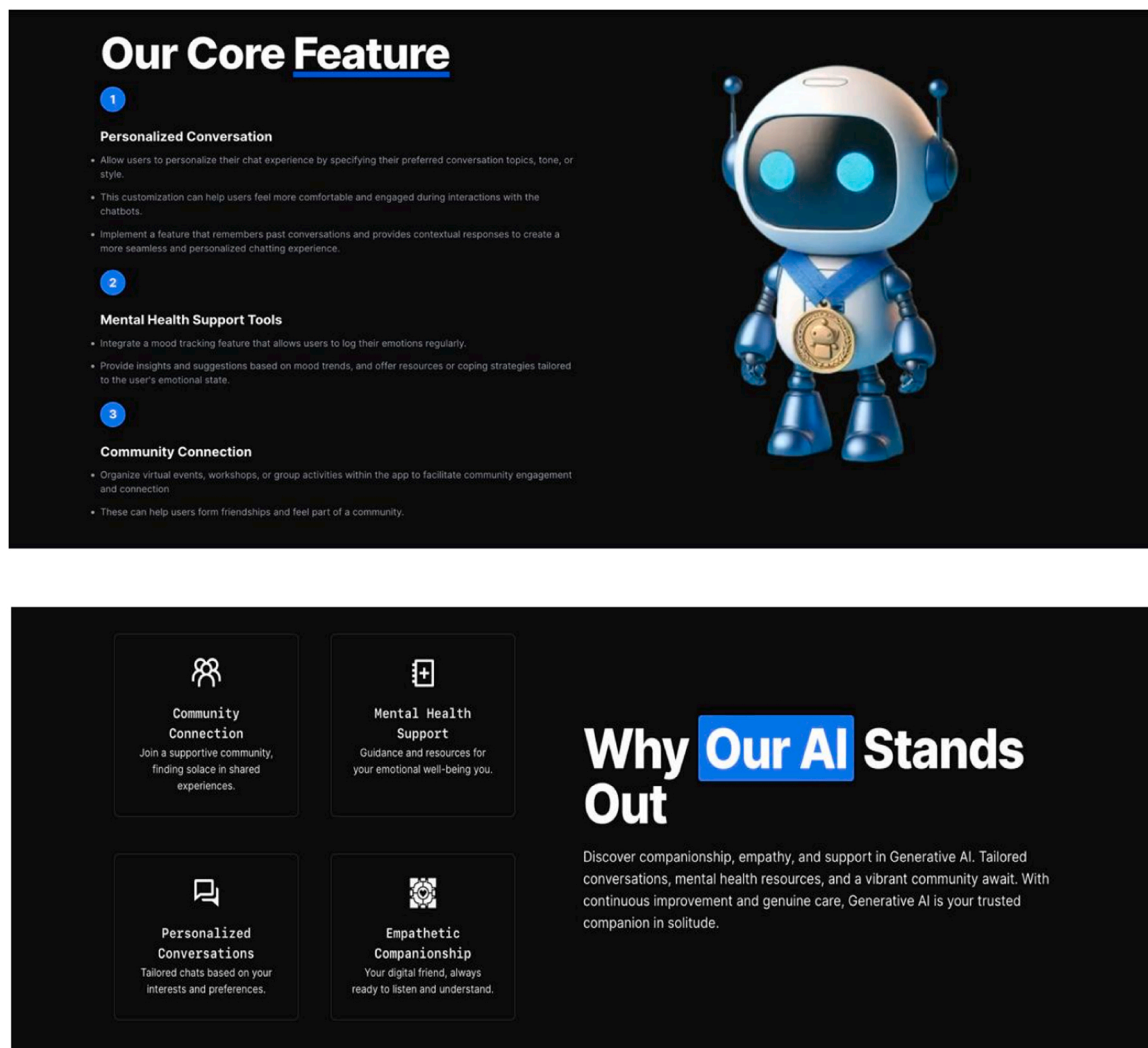 Our Core Feature
1
Personalized Conversation
• Allow users to personalize their chat experience by specifying their preferred conversation topics, tone, or
style.
• This customization can help users feel more comfortable and engaged during interactions with the
chatbots.
• Implement a feature that remembers past conversations and provides contextual responses to create a
more seamless and personalized chatting experience.
2
Mental Health Support Tools
• Integrate a mood tracking feature that allows users to log their emotions regularly.
• Provide insights and suggestions based on mood trends, and offer resources or coping strategies tailored
to the user's emotional state.
3
Community Connection
• Organize virtual events, workshops, or group activities within the app to facilitate community engagement
and connection
• These can help users form friendships and feel part of a community.
Community
Connection
Join a supportive community,
finding solace in shared
experiences.
Mental Health
Support
Guidance and resources for
your emotional well-being you.
Personalized
Conversations
Tailored chats based on your
interests and preferences.
Empathetic
Companionship
Your digital friend, always
ready to listen and understand.
Why Our AI Stands
Out
Discover companionship, empathy, and support in Generative AI. Tailored
conversations, mental health resources, and a vibrant community await. With
continuous improvement and genuine care, Generative AI is your trusted
companion in solitude.